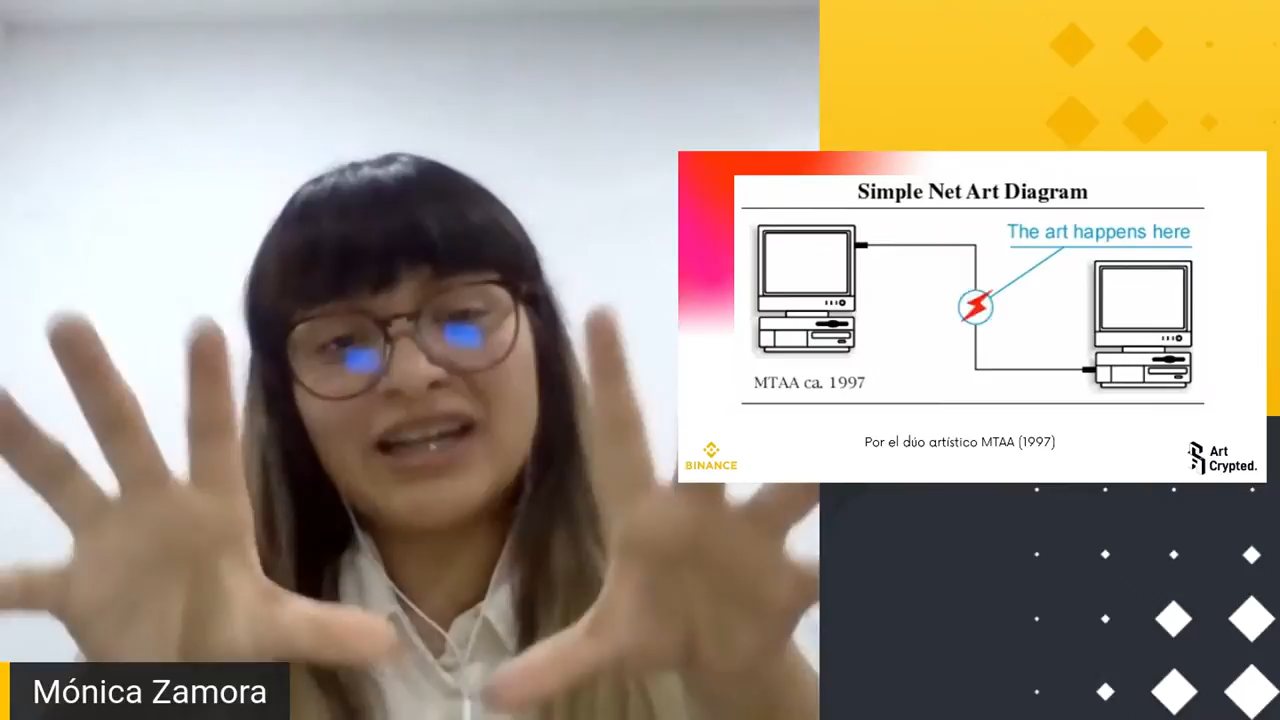 Simple Net Art Diagram
The art happens here
MTAA ca. 1997
Por el dúo artístico MTAA (1997)
BINANCE
Art
Crypted.
Mónica Zamora